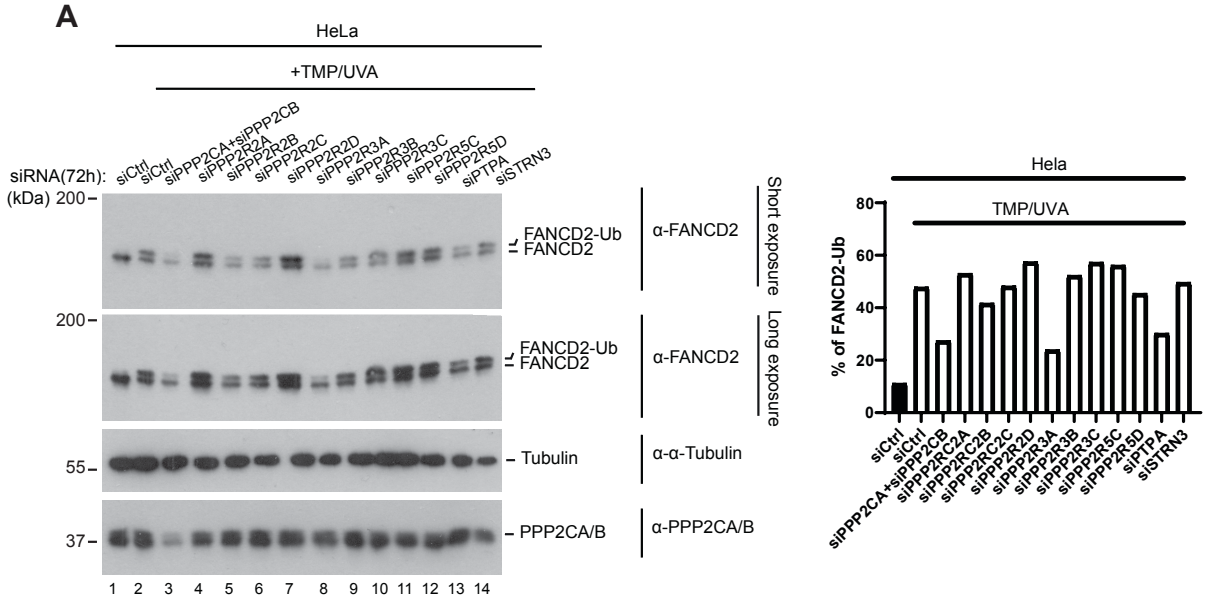 A
HeLa
+TMP/UVA
siRNA(72h):
siCtrl
siCtrl
siPPP2CA+siPPP2CB
siPPP2R2A
siPPP2R2B
siPPP2R2C
siPPP2R2D
siPPP2R3A
siPPP2R3B
siPPP2R3C
siPPP2R5C
siPPP2R5D
siPTPA
siSTRN3
(kDa)
200
FANCD2-Ub
FANCD2
α-FANCD2
Short exposure
200
FANCD2-Ub
FANCD2
α-FANCD2
Long exposure
55
Tubulin
α-α-Tubulin
37
PPP2CA/B
α-PPP2CA/B
1 2 3 4 5 6 7 8 9 10 11 12 13 14
Hela
TMP/UVA
% of FANCD2-Ub
80
60
40
20
0
siCtrl
siCtrl
siPPP2CA+siPPP2CB
siPPP2RC2A
siPPP2RC2B
siPPP2RC2C
siPPP2R2D
siPPP2R3A
siPPP2R3B
siPPP2R3C
siPPP2R5C
siPPP2R5D
siPTPA
siSTRN3